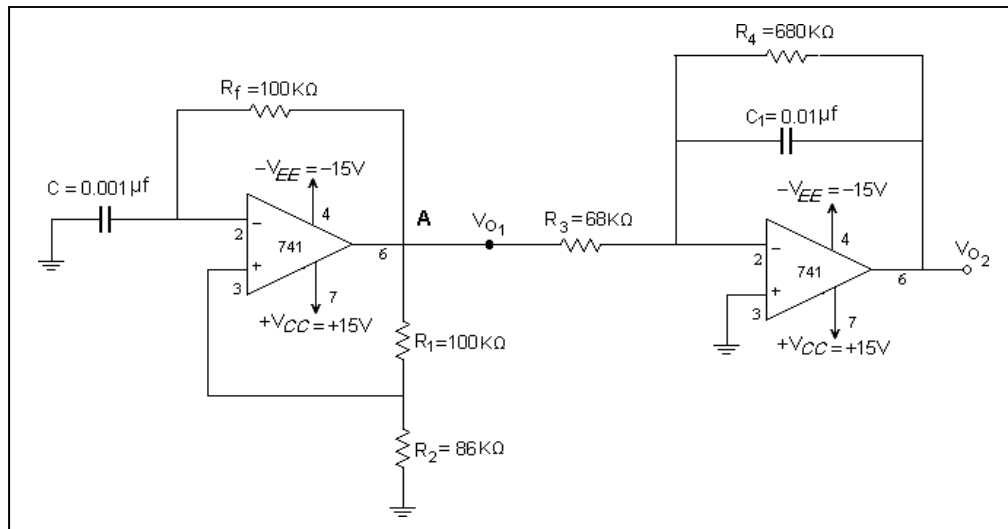 R4 = 680KΩ
Rf = 100KΩ
C1 = 0.01µf
C = 0.001µf
−VEE = −15V
4
−
2
741
+
3
6
7
+VCC = +15V
A
VO1
R3 = 68KΩ
−VEE = −15V
4
−
2
741
+
3
6
7
+VCC = +15V
VO2
R1 = 100KΩ
R2 = 86KΩ